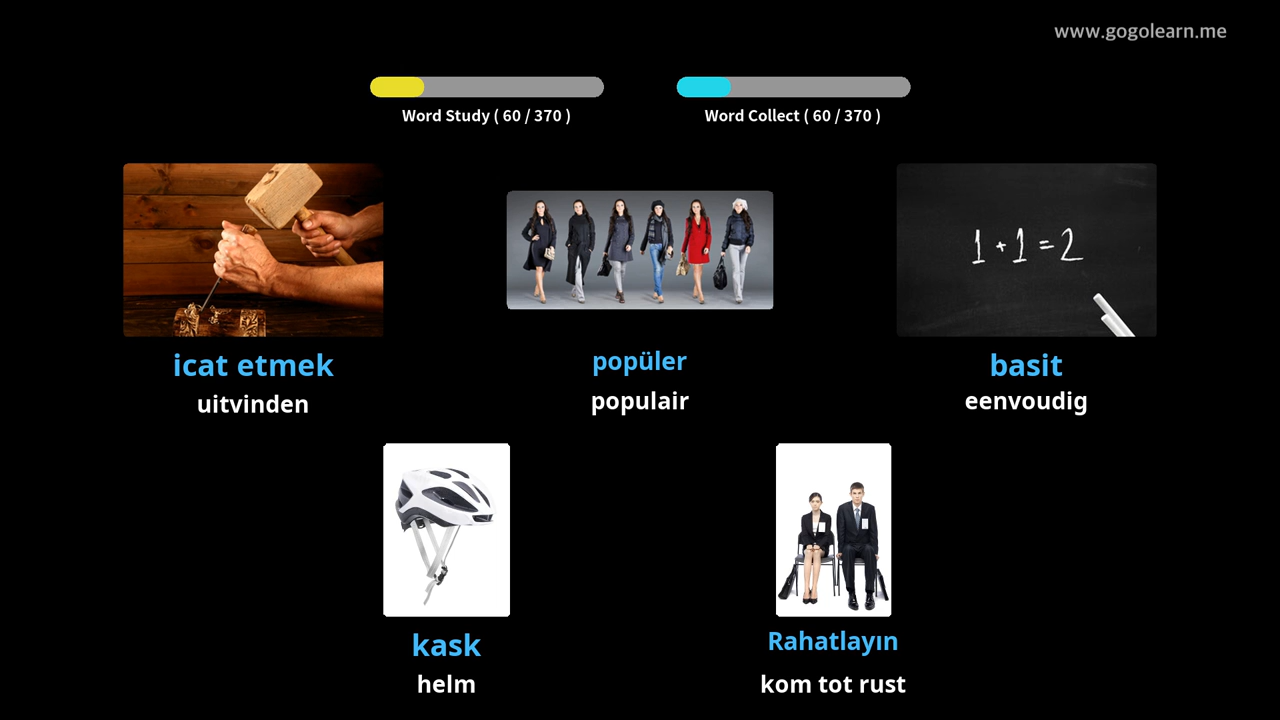 www.gogolearn.me
Word Study ( 60 / 370 )
Word Collect ( 60 / 370 )
1 + 1 = 2
icat etmek
uitvinden
popüler
populair
basit
eenvoudig
kask
helm
Rahatlayın
kom tot rust